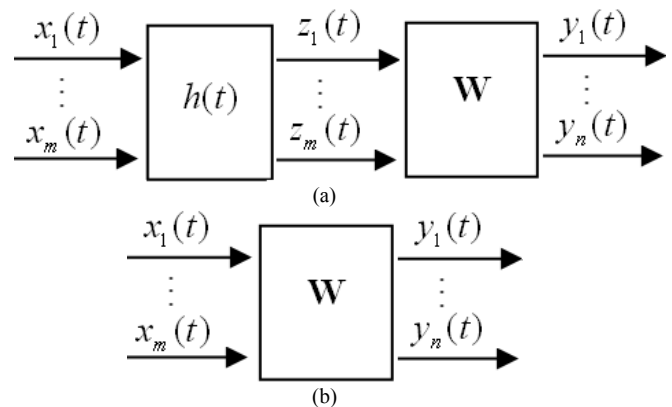 x₁(t) z₁(t) y₁(t)
⋮ h(t) ⋮ W ⋮
xₘ(t) zₘ(t) yₙ(t)
(a)
x₁(t) y₁(t)
⋮ W ⋮
xₘ(t) yₙ(t)
(b)